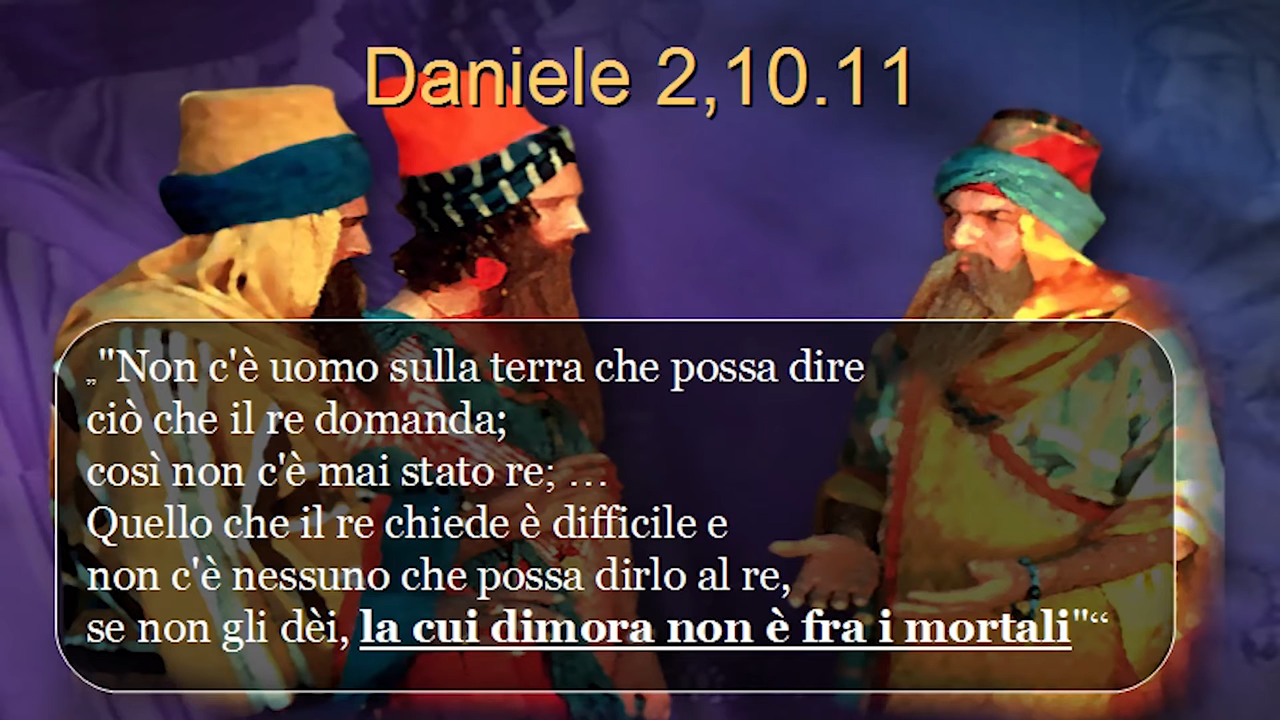 Daniele 2,10.11
„"Non c'è uomo sulla terra che possa dire
ciò che il re domanda;
così non c'è mai stato re; …
Quello che il re chiede è difficile e
non c'è nessuno che possa dirlo al re,
se non gli dèi, la cui dimora non è fra i mortali"“